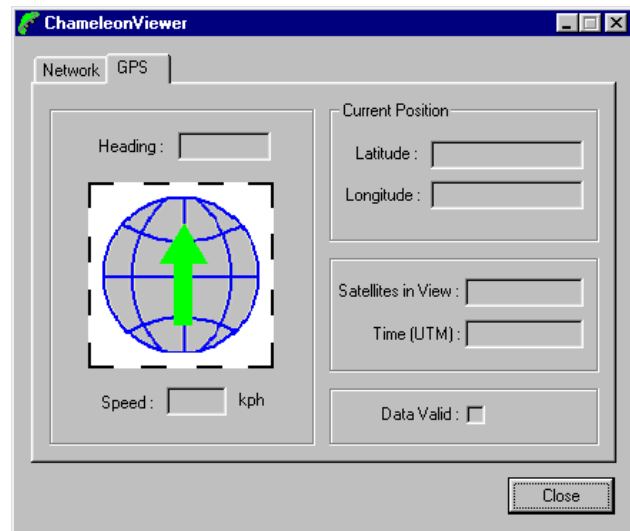 ChameleonViewer
Network GPS
Heading :
Speed : kph
Current Position
Latitude :
Longitude :
Satellites in View :
Time (UTM) :
Data Valid :
Close